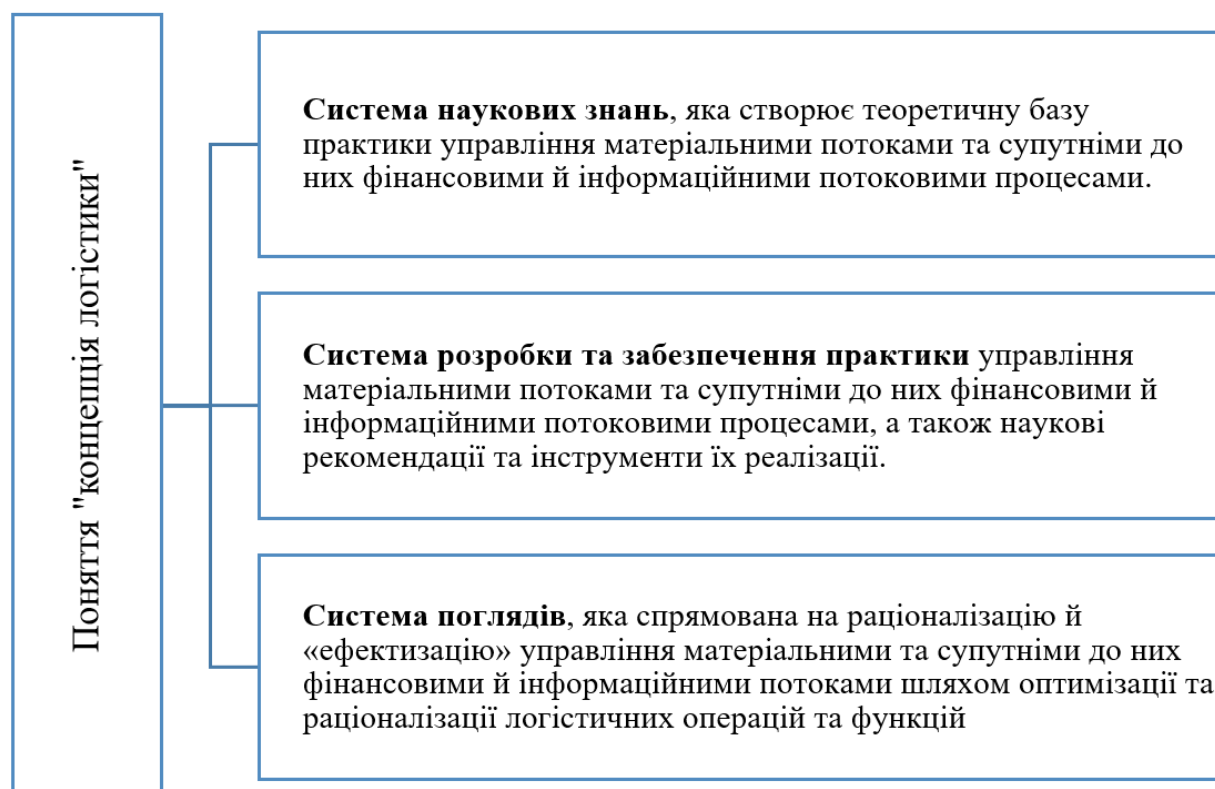 Поняття "концепція логістики"
Система наукових знань, яка створює теоретичну базу
практики управління матеріальними потоками та супутніми до
них фінансовими й інформаційними потоковими процесами.
Система розробки та забезпечення практики управління
матеріальними потоками та супутніми до них фінансовими й
інформаційними потоковими процесами, а також наукові
рекомендації та інструменти їх реалізації.
Система поглядів, яка спрямована на раціоналізацію й
«ефектизацію» управління матеріальними та супутніми до них
фінансовими й інформаційними потоками шляхом оптимізації та
раціоналізації логістичних операцій та функцій